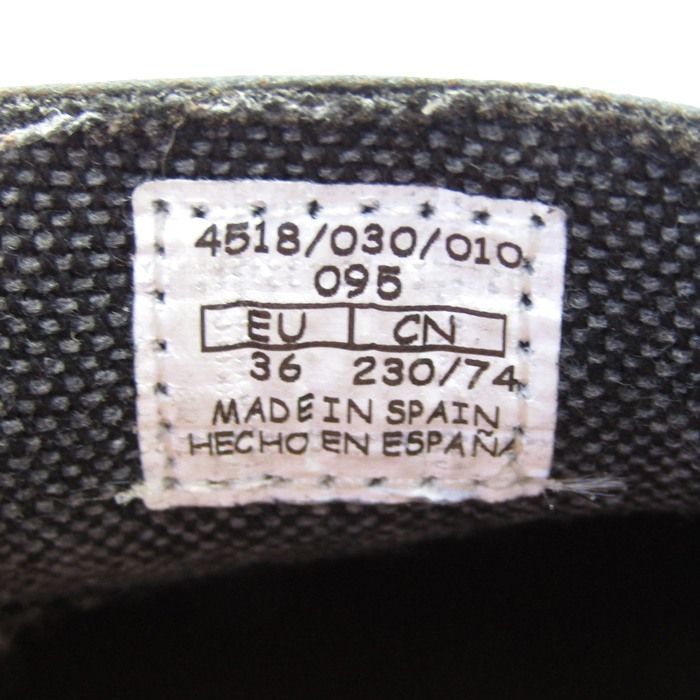 4518/030/010
095
EU CN
36 230/74
MADE IN SPAIN
HECHO EN ESPAÑA